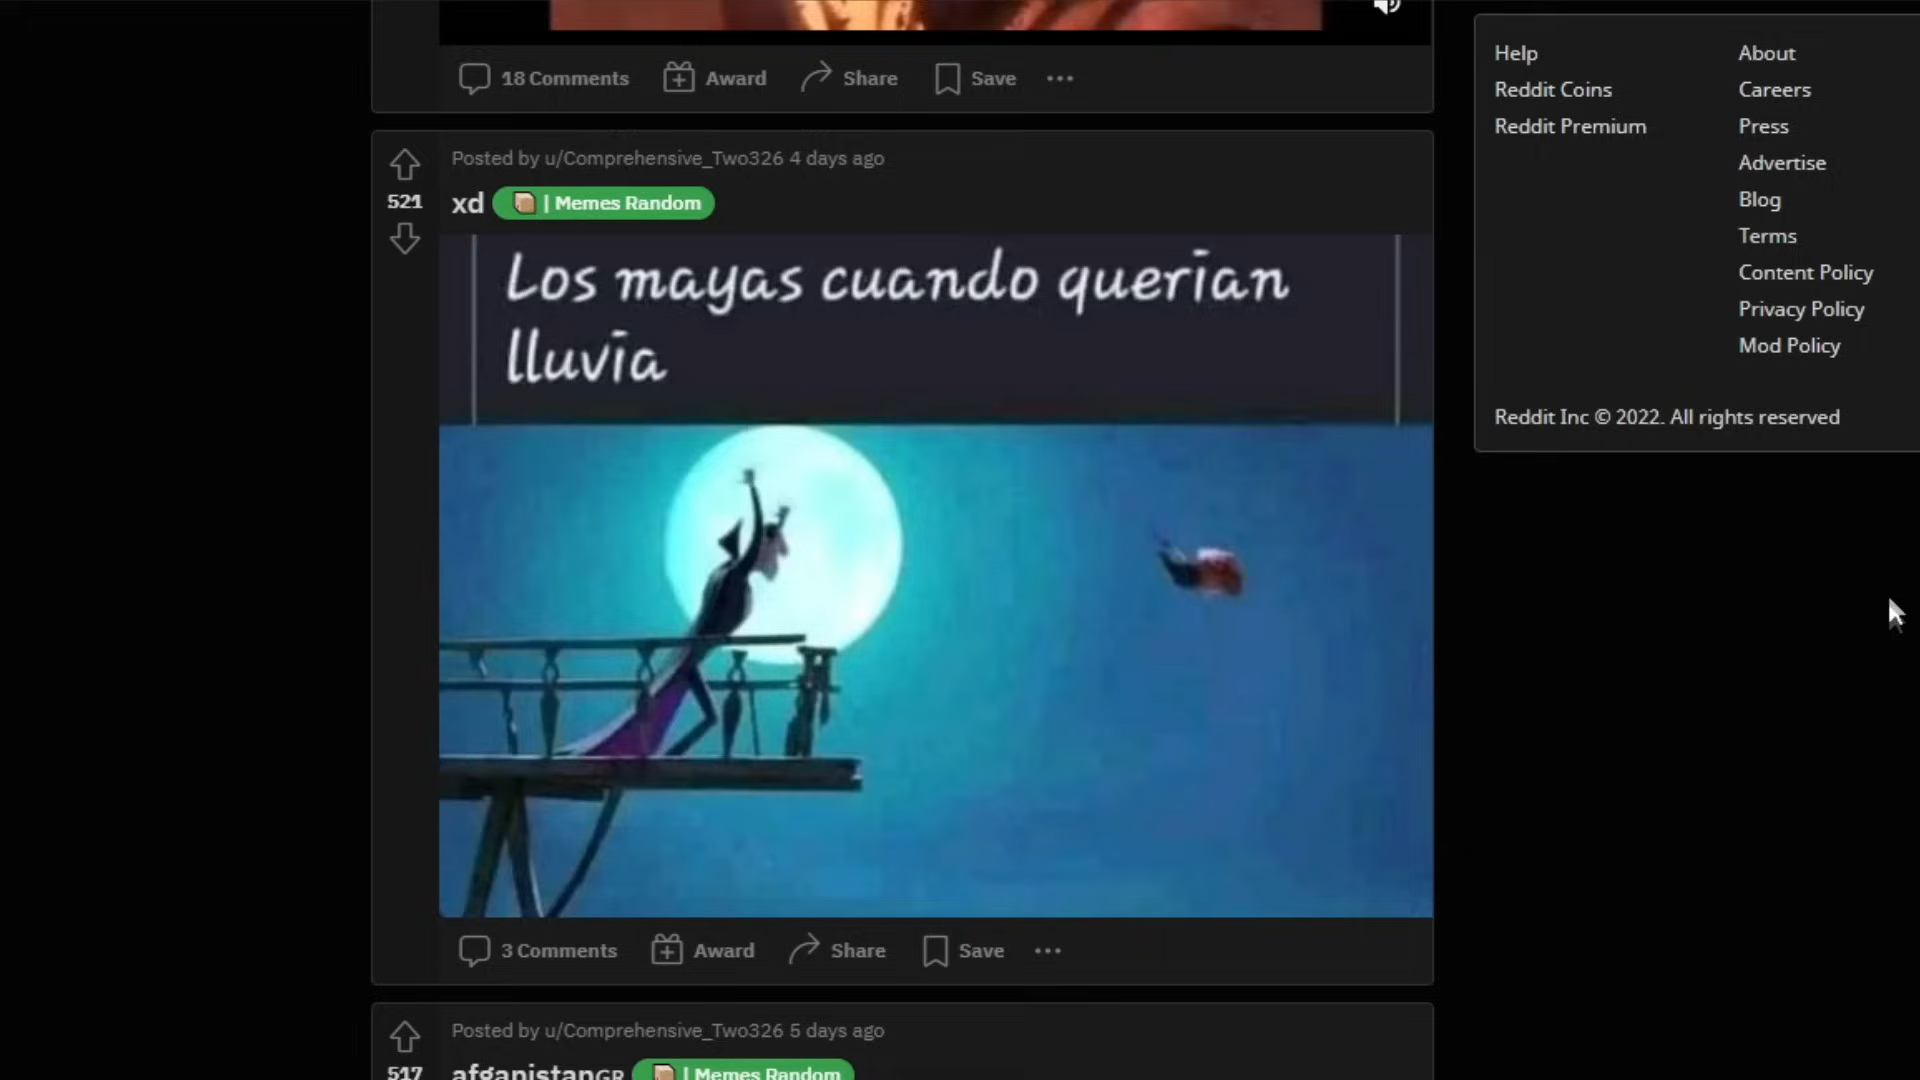 18 Comments Award Share Save
Posted by u/Comprehensive_Two326 4 days ago
521
xd | Memes Random
Los mayas cuando querian
lluvia
3 Comments Award Share Save
Posted by u/Comprehensive_Two326 5 days ago
517
afganistanGR | Memes Random
Help
Reddit Coins
Reddit Premium
About
Careers
Press
Advertise
Blog
Terms
Content Policy
Privacy Policy
Mod Policy
Reddit Inc © 2022. All rights reserved